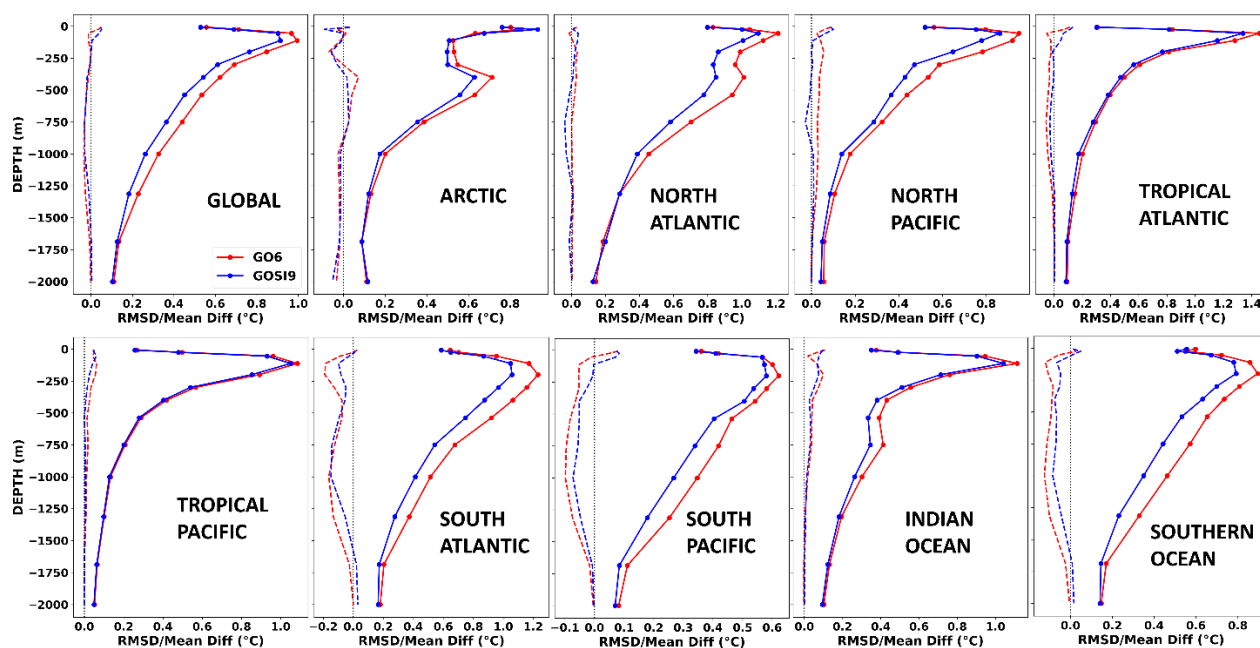 DEPTH (m)
0
−250
−500
−750
−1000
−1250
−1500
−1750
−2000
GLOBAL
GO6
GOSI9
0.0 0.2 0.4 0.6 0.8 1.0
RMSD/Mean Diff (°C)
ARCTIC
0.0 0.2 0.4 0.6 0.8
RMSD/Mean Diff (°C)
NORTH
ATLANTIC
0.0 0.2 0.4 0.6 0.8 1.0 1.2
RMSD/Mean Diff (°C)
NORTH
PACIFIC
0.0 0.2 0.4 0.6 0.8
RMSD/Mean Diff (°C)
TROPICAL
ATLANTIC
0.0 0.2 0.4 0.6 0.8 1.0 1.2 1.4
RMSD/Mean Diff (°C)
DEPTH (m)
0
−250
−500
−750
−1000
−1250
−1500
−1750
−2000
TROPICAL
PACIFIC
0.0 0.2 0.4 0.6 0.8 1.0
RMSD/Mean Diff (°C)
SOUTH
ATLANTIC
−0.2 0.0 0.2 0.4 0.6 0.8 1.0 1.2
RMSD/Mean Diff (°C)
SOUTH
PACIFIC
−0.1 0.0 0.1 0.2 0.3 0.4 0.5 0.6
RMSD/Mean Diff (°C)
INDIAN
OCEAN
0.0 0.2 0.4 0.6 0.8 1.0
RMSD/Mean Diff (°C)
SOUTHERN
OCEAN
0.0 0.2 0.4 0.6 0.8
RMSD/Mean Diff (°C)